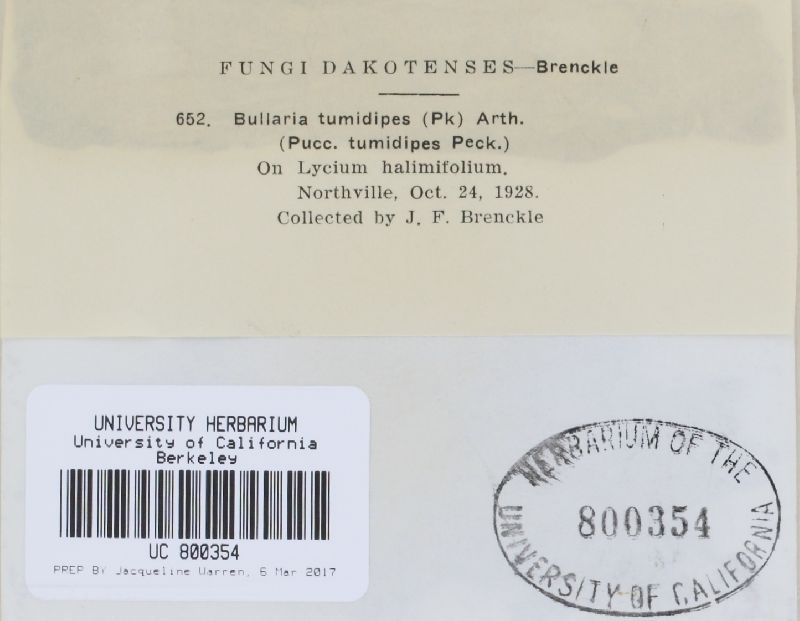 FUNGI DAKOTENSES—Brenckle
652. Bullaria tumidipes (Pk) Arth.
(Pucc. tumidipes Peck.)
On Lycium halimifolium.
Northville, Oct. 24, 1928.
Collected by J. F. Brenckle
UNIVERSITY HERBARIUM
University of California
Berkeley
UC 800354
PREP BY Jacqueline Warren, 6 Mar 2017
HERBARIUM OF THE
800354
UNIVERSITY OF CALIFORNIA